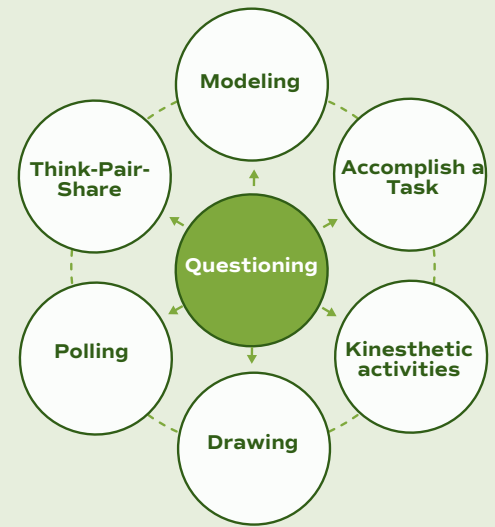 Modeling
Think-Pair-
Share
Accomplish a
Task
Questioning
Polling
Kinesthetic
activities
Drawing